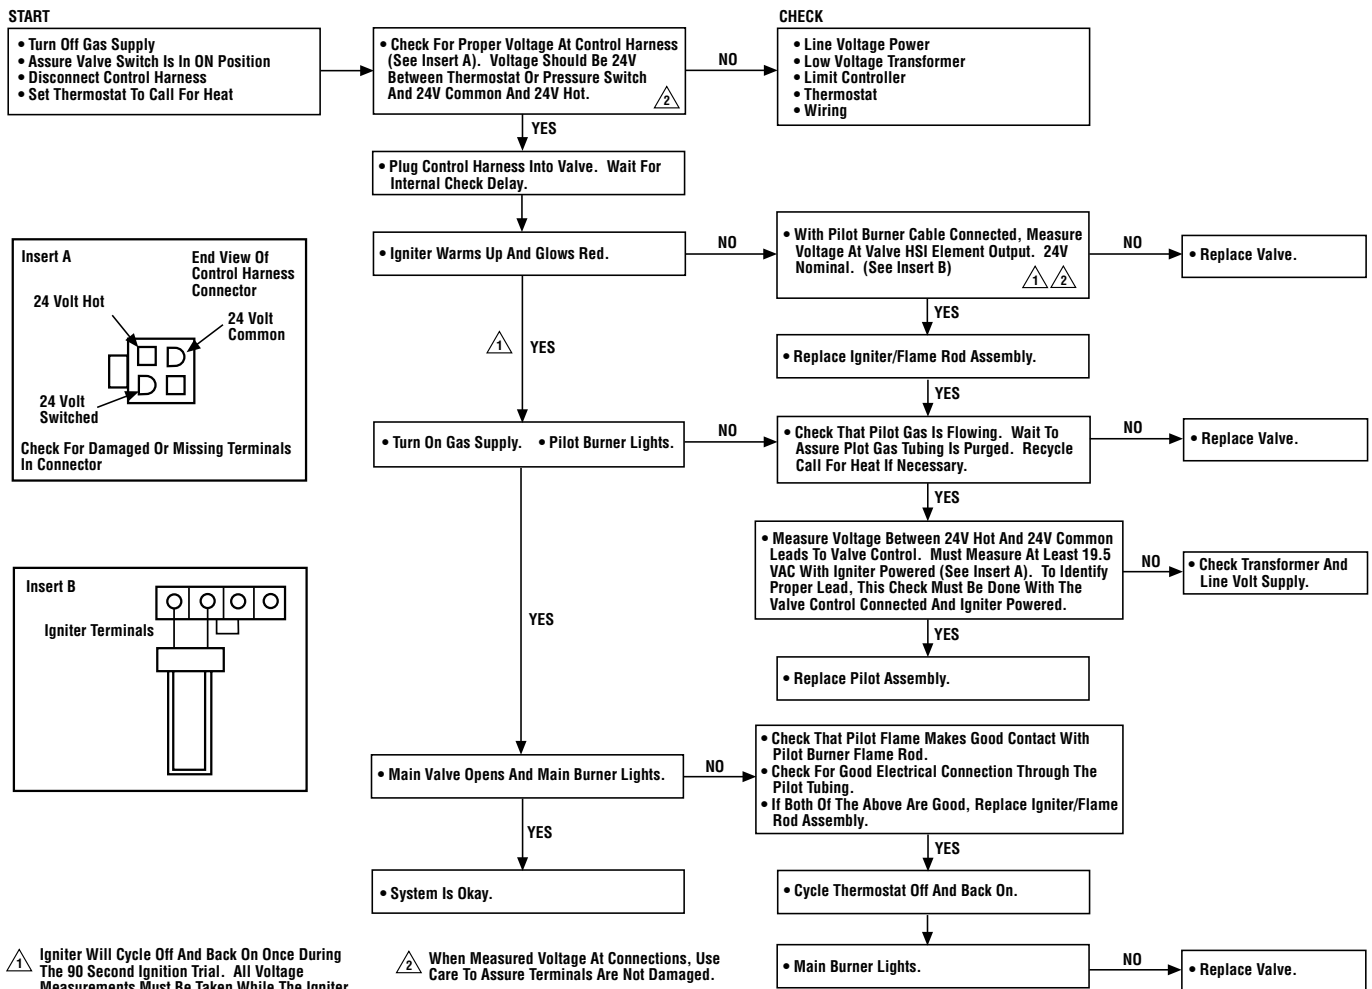 START
• Turn Off Gas Supply
• Assure Valve Switch Is In ON Position
• Disconnect Control Harness
• Set Thermostat To Call For Heat
• Check For Proper Voltage At Control Harness
(See Insert A). Voltage Should Be 24V
Between Thermostat Or Pressure Switch
And 24V Common And 24V Hot.
2
NO
CHECK
• Line Voltage Power
• Low Voltage Transformer
• Limit Controller
• Thermostat
• Wiring
YES
• Plug Control Harness Into Valve. Wait For
Internal Check Delay.
• Igniter Warms Up And Glows Red.
NO
• With Pilot Burner Cable Connected, Measure
Voltage At Valve HSI Element Output. 24V
Nominal. (See Insert B)
1 2
NO
• Replace Valve.
YES
• Replace Igniter/Flame Rod Assembly.
YES
1
YES
• Turn On Gas Supply. • Pilot Burner Lights.
NO
• Check That Pilot Gas Is Flowing. Wait To
Assure Plot Gas Tubing Is Purged. Recycle
Call For Heat If Necessary.
NO
• Replace Valve.
YES
• Measure Voltage Between 24V Hot And 24V Common
Leads To Valve Control. Must Measure At Least 19.5
VAC With Igniter Powered (See Insert A). To Identify
Proper Lead, This Check Must Be Done With The
Valve Control Connected And Igniter Powered.
NO
• Check Transformer And
Line Volt Supply.
YES
• Replace Pilot Assembly.
YES
• Main Valve Opens And Main Burner Lights.
NO
• Check That Pilot Flame Makes Good Contact With
Pilot Burner Flame Rod.
• Check For Good Electrical Connection Through The
Pilot Tubing.
• If Both Of The Above Are Good, Replace Igniter/Flame
Rod Assembly.
YES
• System Is Okay.
YES
• Cycle Thermostat Off And Back On.
• Main Burner Lights.
NO
• Replace Valve.
Insert A
End View Of
Control Harness
Connector
24 Volt Hot
24 Volt
Common
24 Volt
Switched
Check For Damaged Or Missing Terminals
In Connector
Insert B
Igniter Terminals
1 Igniter Will Cycle Off And Back On Once During
The 90 Second Ignition Trial. All Voltage
Measurements Must Be Taken While The Igniter
2 When Measured Voltage At Connections, Use
Care To Assure Terminals Are Not Damaged.